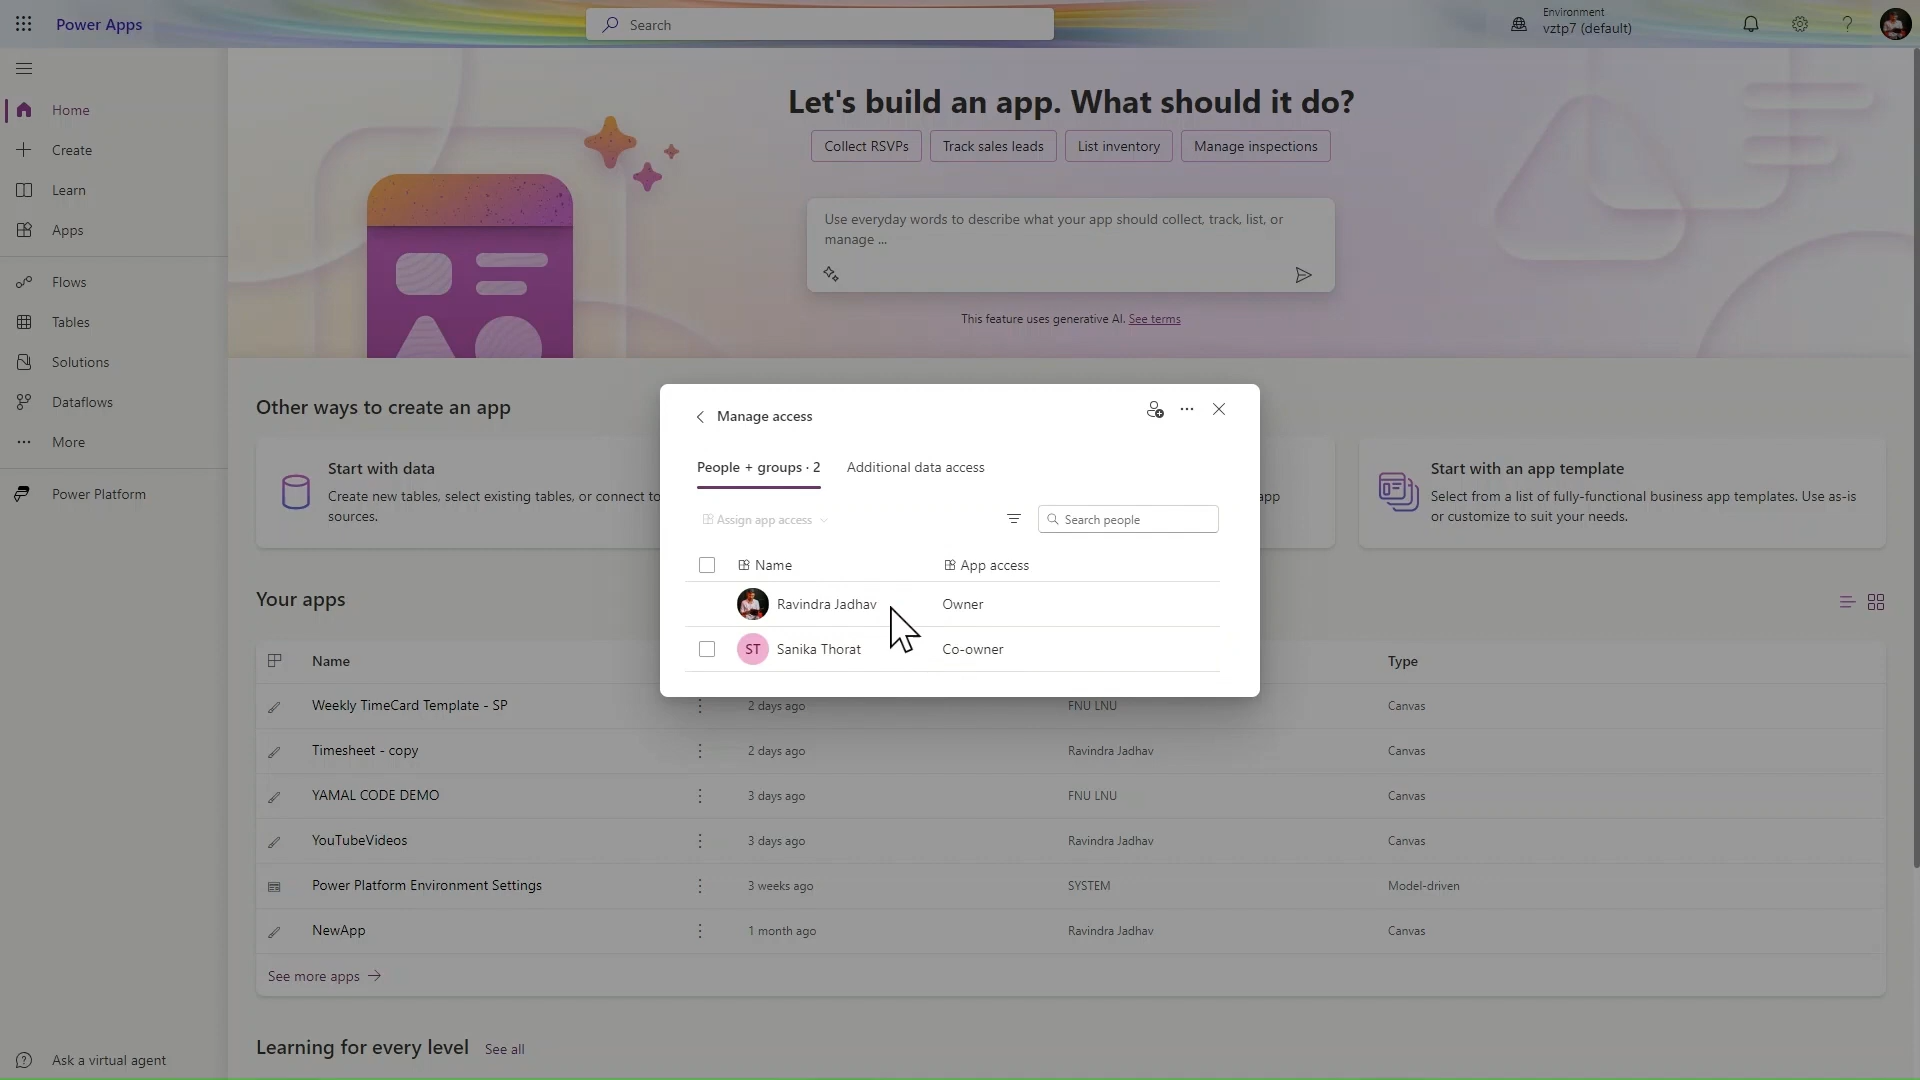 Power Apps
Search
Environment
vztp7 (default)
Home
Create
Learn
Apps
Flows
Tables
Solutions
Dataflows
More
Power Platform
Ask a virtual agent
Let's build an app. What should it do?
Collect RSVPs
Track sales leads
List inventory
Manage inspections
Use everyday words to describe what your app should collect, track, list, or
manage ...
This feature uses generative AI. See terms
Other ways to create an app
Start with data
Create new tables, select existing tables, or connect to
sources.
app
Start with an app template
Select from a list of fully-functional business app templates. Use as-is
or customize to suit your needs.
Manage access
People + groups · 2
Additional data access
Assign app access
Search people
Name
App access
Ravindra Jadhav
Owner
ST
Sanika Thorat
Co-owner
Your apps
Name
Type
Weekly TimeCard Template - SP
2 days ago
FNU LNU
Canvas
Timesheet - copy
2 days ago
Ravindra Jadhav
Canvas
YAMAL CODE DEMO
3 days ago
FNU LNU
Canvas
YouTubeVideos
3 days ago
Ravindra Jadhav
Canvas
Power Platform Environment Settings
3 weeks ago
SYSTEM
Model-driven
NewApp
1 month ago
Ravindra Jadhav
Canvas
See more apps
Learning for every level
See all